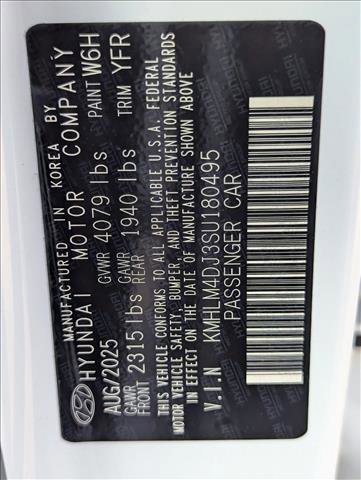 MANUFACTURED IN KOREA BY
HYUNDAI MOTOR COMPANY
AUG/2025 GVWR 4079 lbs PAINT W6H
GAWR FRONT 2315 lbs GAWR REAR 1940 lbs TRIM YFR
THIS VEHICLE CONFORMS TO ALL APPLICABLE U.S.A. FEDERAL
MOTOR VEHICLE SAFETY, BUMPER, AND THEFT PREVENTION STANDARDS
IN EFFECT ON THE DATE OF MANUFACTURE SHOWN ABOVE
V.I.N KMHLM4DJ3SU180495
PASSENGER CAR